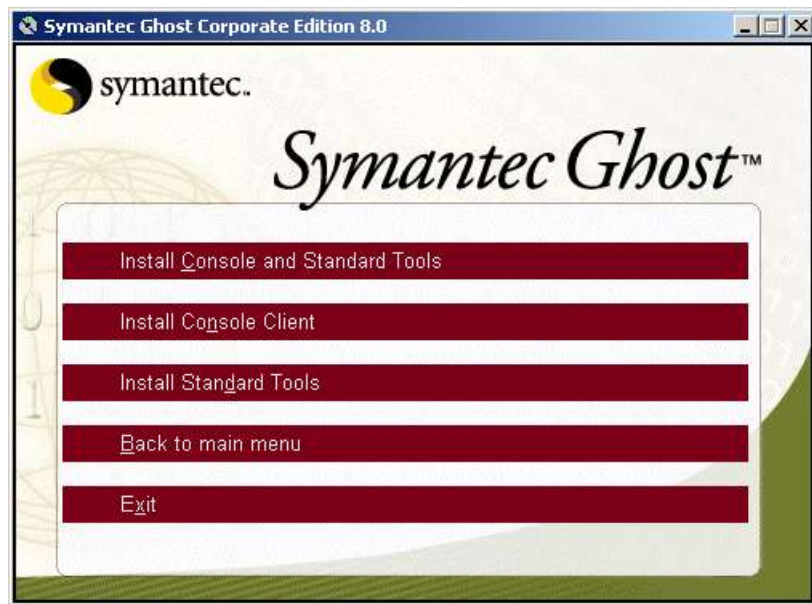 Symantec Ghost Corporate Edition 8.0
symantec.
Symantec Ghost™
Install Console and Standard Tools
Install Console Client
Install Standard Tools
Back to main menu
Exit